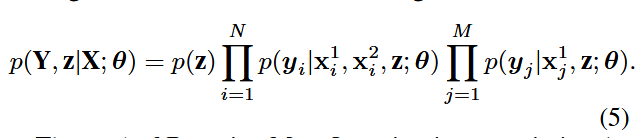 p(Y, z|X; θ) = p(z) ∏_{i=1}^{N} p(y_i|x_i^1, x_i^2, z; θ) ∏_{j=1}^{M} p(y_j|x_j^1, z; θ).
(5)